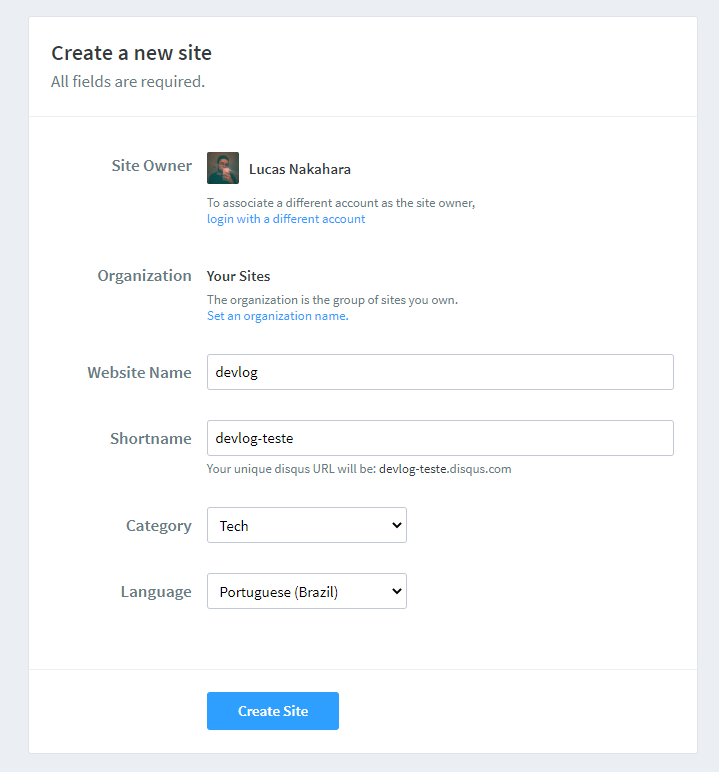 Create a new site
All fields are required.
Site Owner
Lucas Nakahara
To associate a different account as the site owner,
login with a different account
Organization
Your Sites
The organization is the group of sites you own.
Set an organization name.
Website Name
devlog
Shortname
devlog-teste
Your unique disqus URL will be: devlog-teste.disqus.com
Category
Tech
Language
Portuguese (Brazil)
Create Site